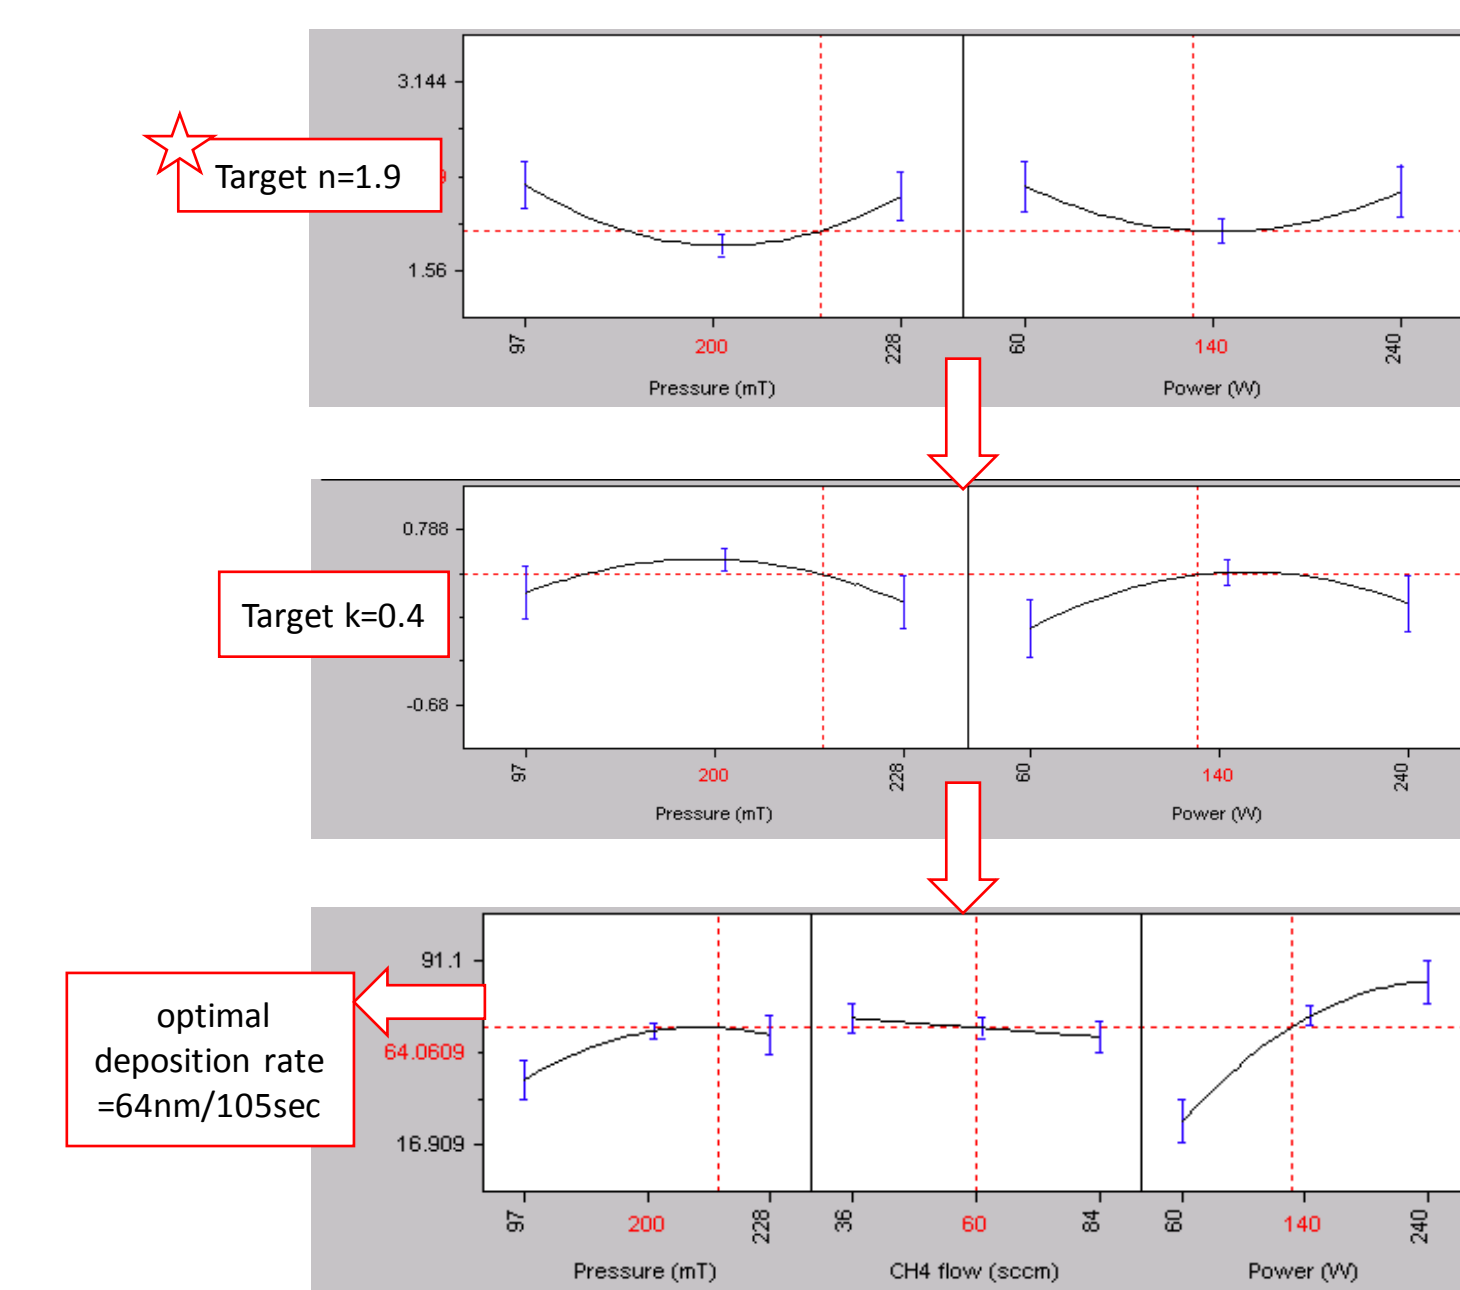 3.144
Target n=1.9
1.56
97
200
228
60
140
240
Pressure (mT)
Power (W)
0.788
Target k=0.4
-0.68
97
200
228
60
140
240
Pressure (mT)
Power (W)
91.1
optimal
deposition rate
=64nm/105sec
64.0609
16.909
97
200
228
36
60
84
60
140
240
Pressure (mT)
CH4 flow (sccm)
Power (W)